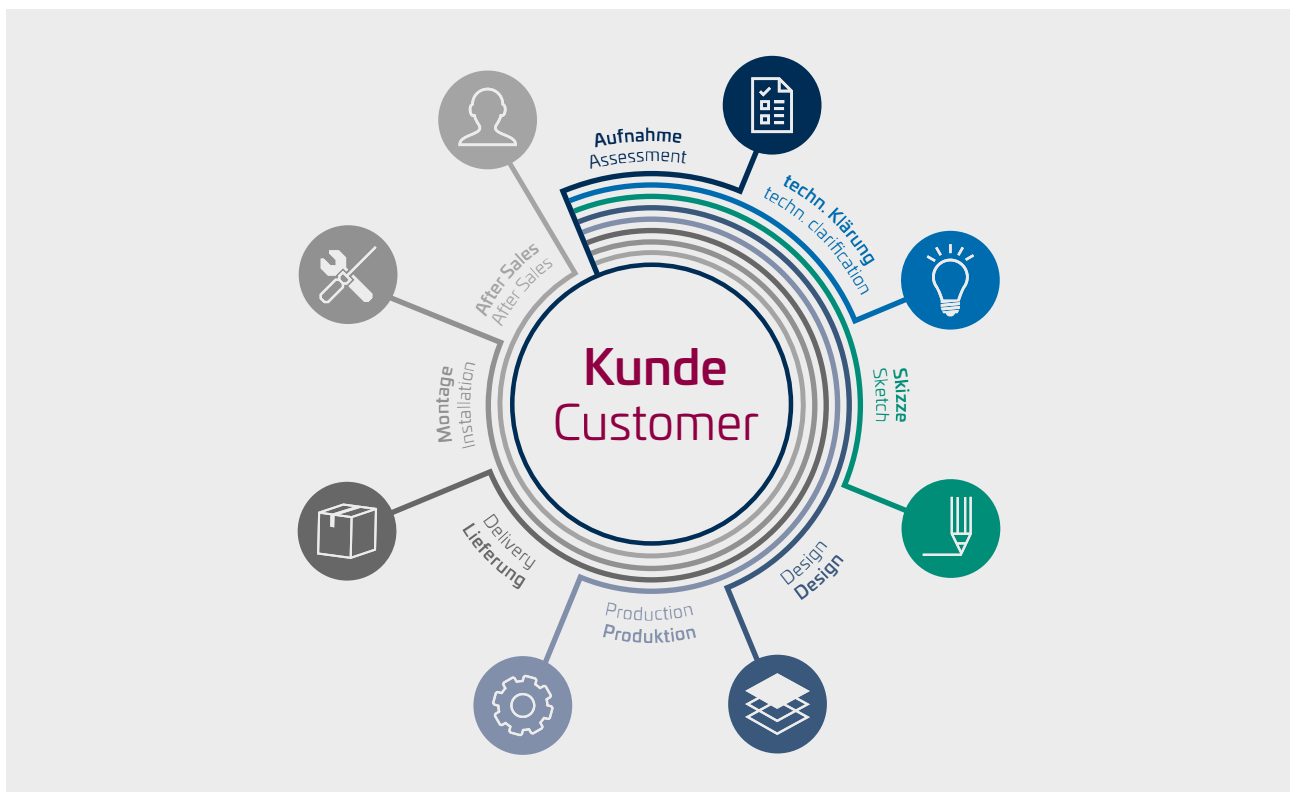 Aufnahme
Assessment
techn. Klärung
techn. clarification
Skizze
Sketch
Design
Design
Production
Produktion
Delivery
Lieferung
Montage
Installation
After Sales
After Sales
Kunde
Customer